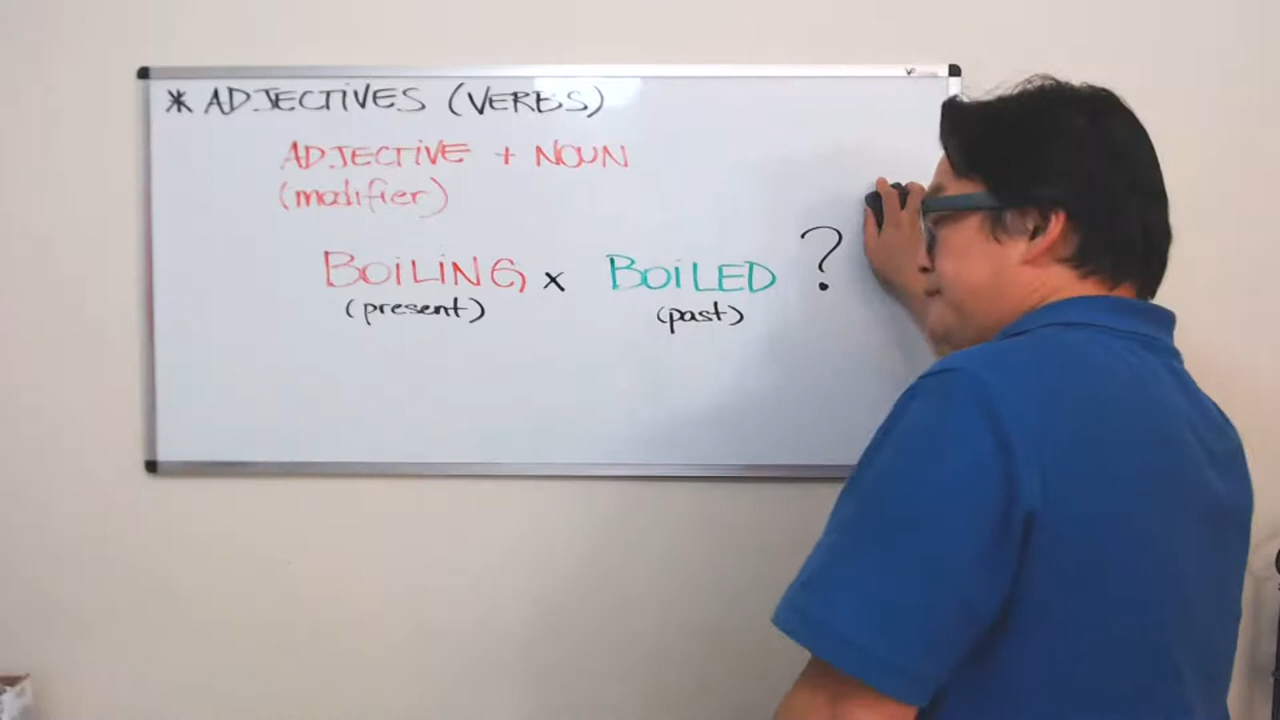 * ADJECTIVES (VERBS)
ADJECTIVE + NOUN
(modifier)
BOILING x BOILED ?
(present) (past)